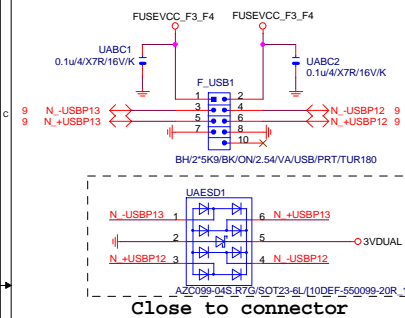 FUSEVCC_F3_F4 FUSEVCC_F3_F4
UABC1
0.1u/4/X7R/16V/K
UABC2
0.1u/4/X7R/16V/K
F_USB1
1 2
C
9 N_-USBP13 3 4 N_-USBP12 9
9 N_+USBP13 5 6 N_+USBP12 9
7 8
10
BH/2*5K9/BK/ON/2.54/VA/USB/PRT/TUR180
UAESD1
N_-USBP13 1 6 N_+USBP13
2 5 3VDUAL
N_+USBP12 3 4 N_-USBP12
AZC099-04S.R7G/SOT23-6L/[10DEF-550099-20R_1
Close to connector